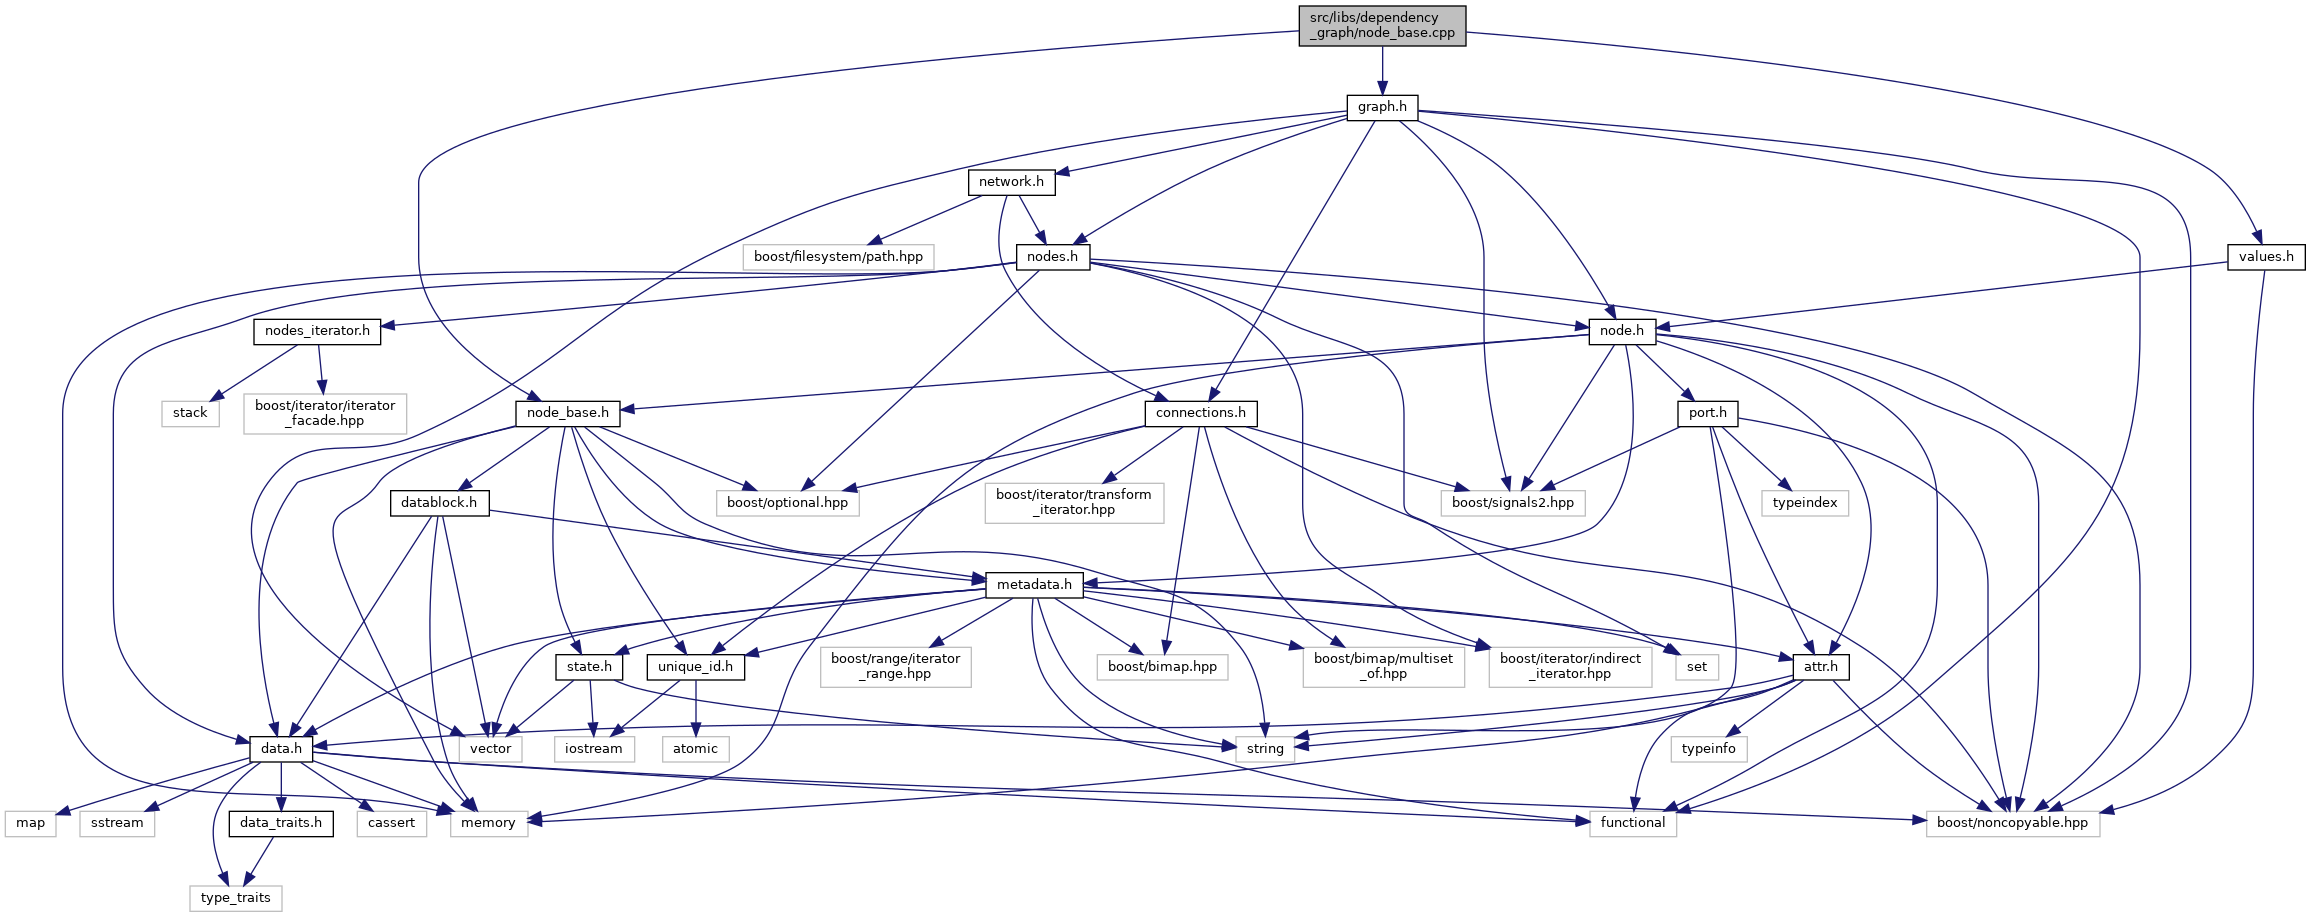 src/libs/dependency
_graph/node_base.cpp
graph.h
network.h
boost/filesystem/path.hpp
nodes.h
values.h
nodes_iterator.h
node.h
stack
boost/iterator/iterator
_facade.hpp
node_base.h
connections.h
port.h
datablock.h
boost/optional.hpp
boost/iterator/transform
_iterator.hpp
boost/signals2.hpp
typeindex
metadata.h
state.h
unique_id.h
boost/range/iterator
_range.hpp
boost/bimap.hpp
boost/bimap/multiset
_of.hpp
boost/iterator/indirect
_iterator.hpp
set
attr.h
data.h
vector
iostream
atomic
string
typeinfo
map
sstream
data_traits.h
cassert
memory
functional
boost/noncopyable.hpp
type_traits